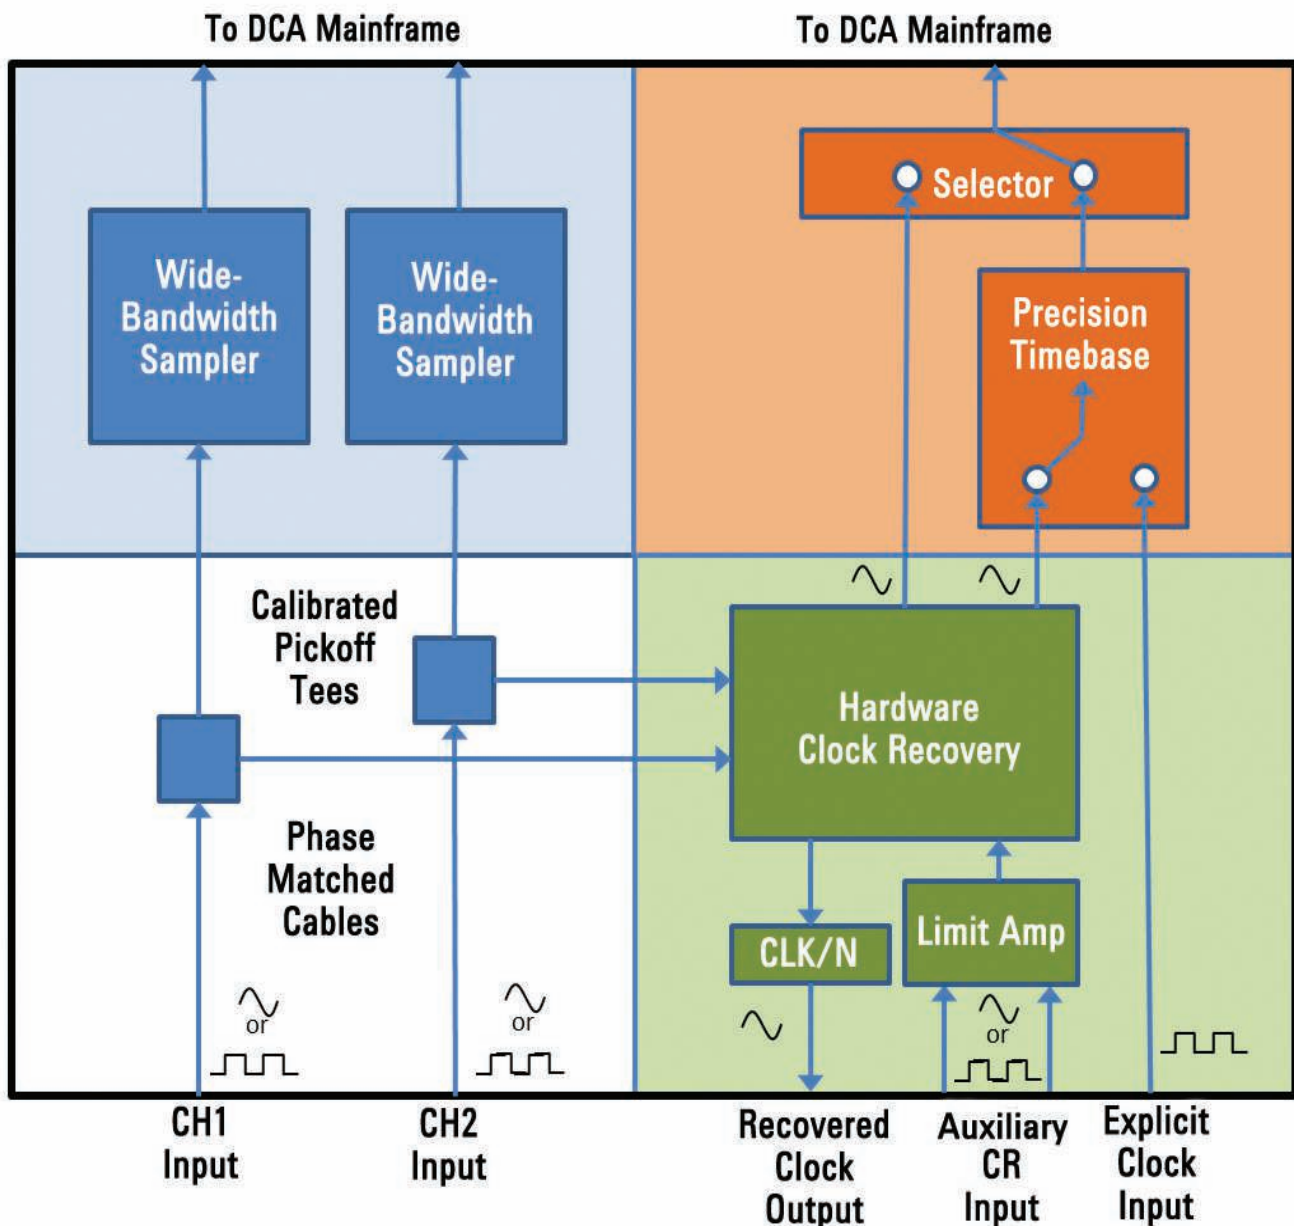 To DCA Mainframe
To DCA Mainframe
Selector
Wide-
Bandwidth
Sampler
Wide-
Bandwidth
Sampler
Precision
Timebase
Calibrated
Pickoff
Tees
Hardware
Clock Recovery
Phase
Matched
Cables
Limit Amp
CLK/N
or
or
or
CH1
Input
CH2
Input
Recovered
Clock
Output
Auxiliary
CR
Input
Explicit
Clock
Input